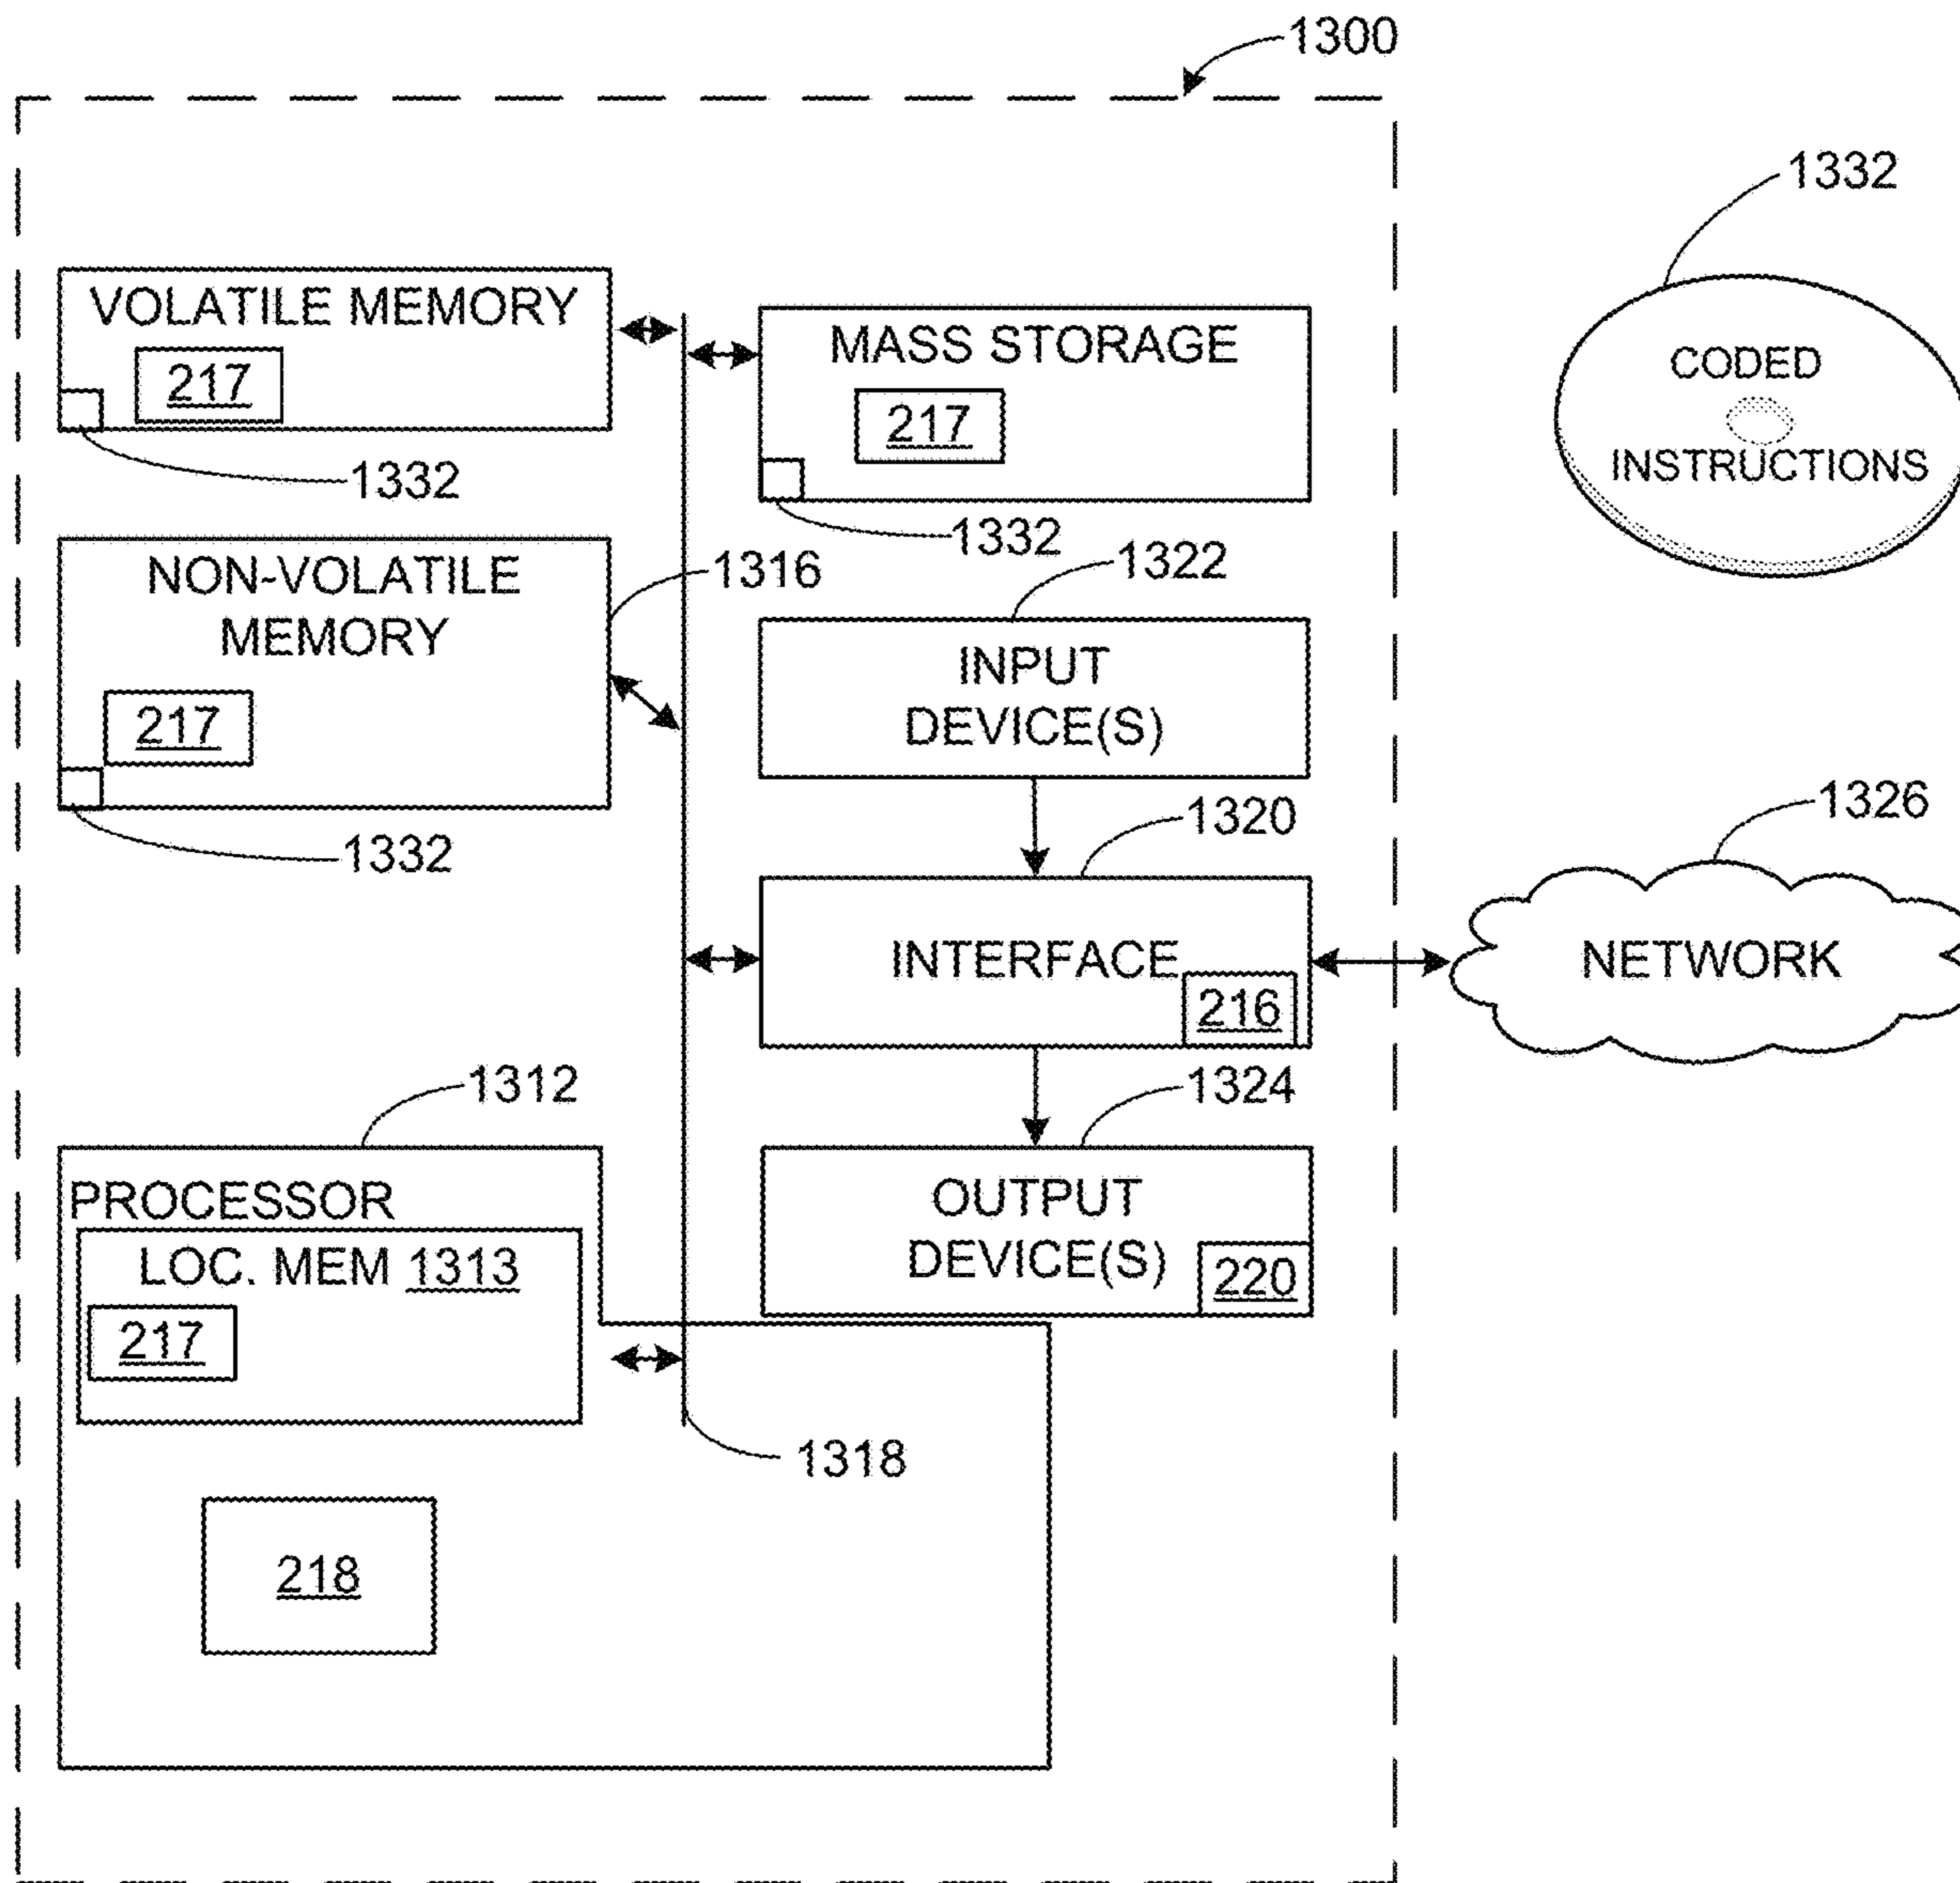 1300
1332
VOLATILE MEMORY
217
1332
MASS STORAGE
217
1332
CODED
INSTRUCTIONS
NON-VOLATILE
MEMORY
217
1332
1316
1322
INPUT
DEVICE(S)
1320
INTERFACE
216
1326
NETWORK
1312
PROCESSOR
LOC. MEM 1313
217
218
1318
1324
OUTPUT
DEVICE(S)
220